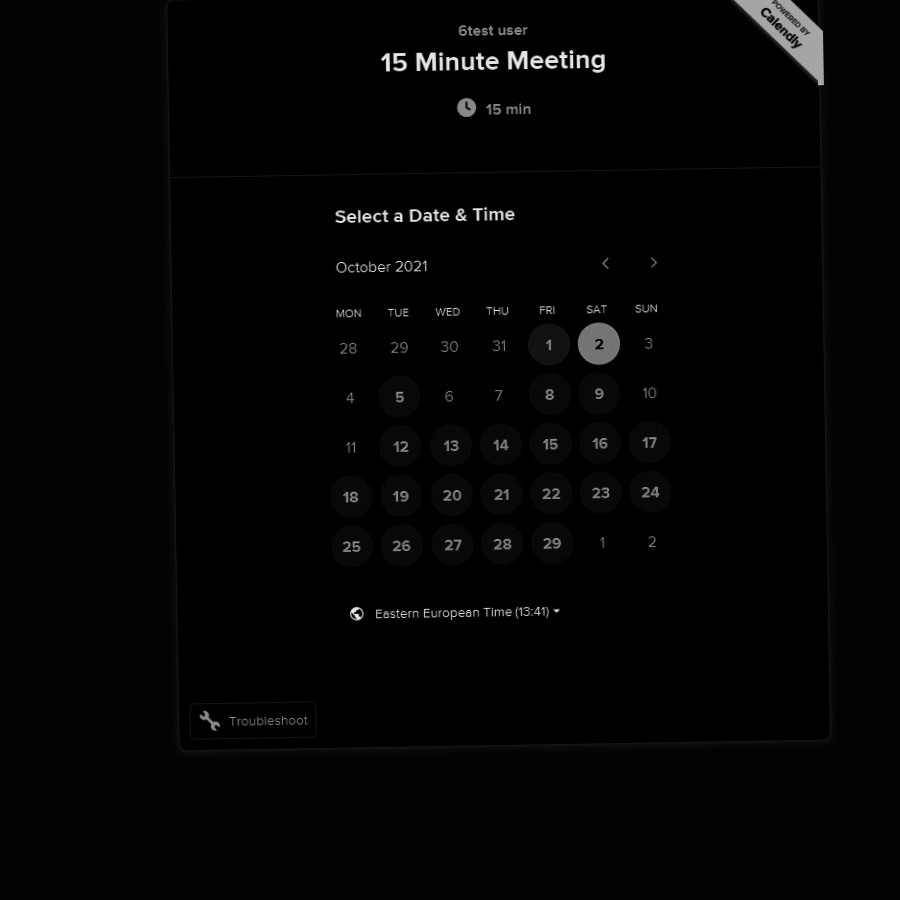 POWERED BY
Calendly
6test user
15 Minute Meeting
15 min
Select a Date & Time
October 2021
MON TUE WED THU FRI SAT SUN
28 29 30 31 1 2 3
4 5 6 7 8 9 10
11 12 13 14 15 16 17
18 19 20 21 22 23 24
25 26 27 28 29 1 2
Eastern European Time (13:41)
Troubleshoot